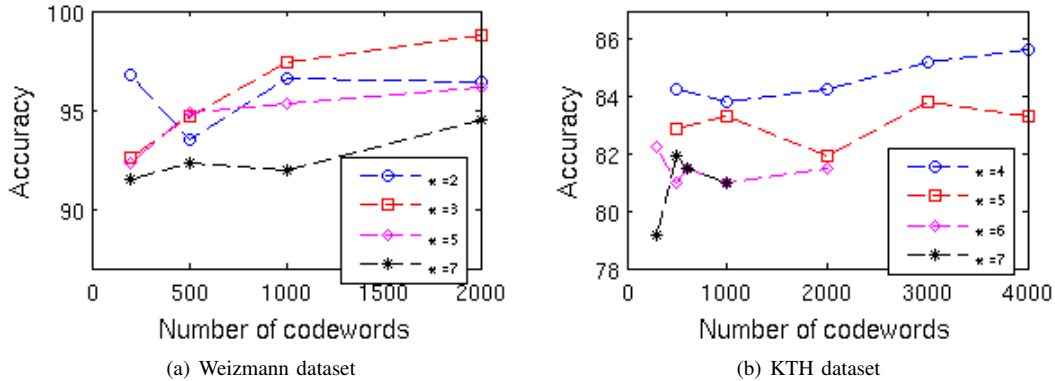 100
95
90
Accuracy
* =2
* =3
* =5
* =7
0 500 1000 1500 2000
Number of codewords
(a) Weizmann dataset
86
84
82
80
78
Accuracy
* =4
* =5
* =6
* =7
0 1000 2000 3000 4000
Number of codewords
(b) KTH dataset